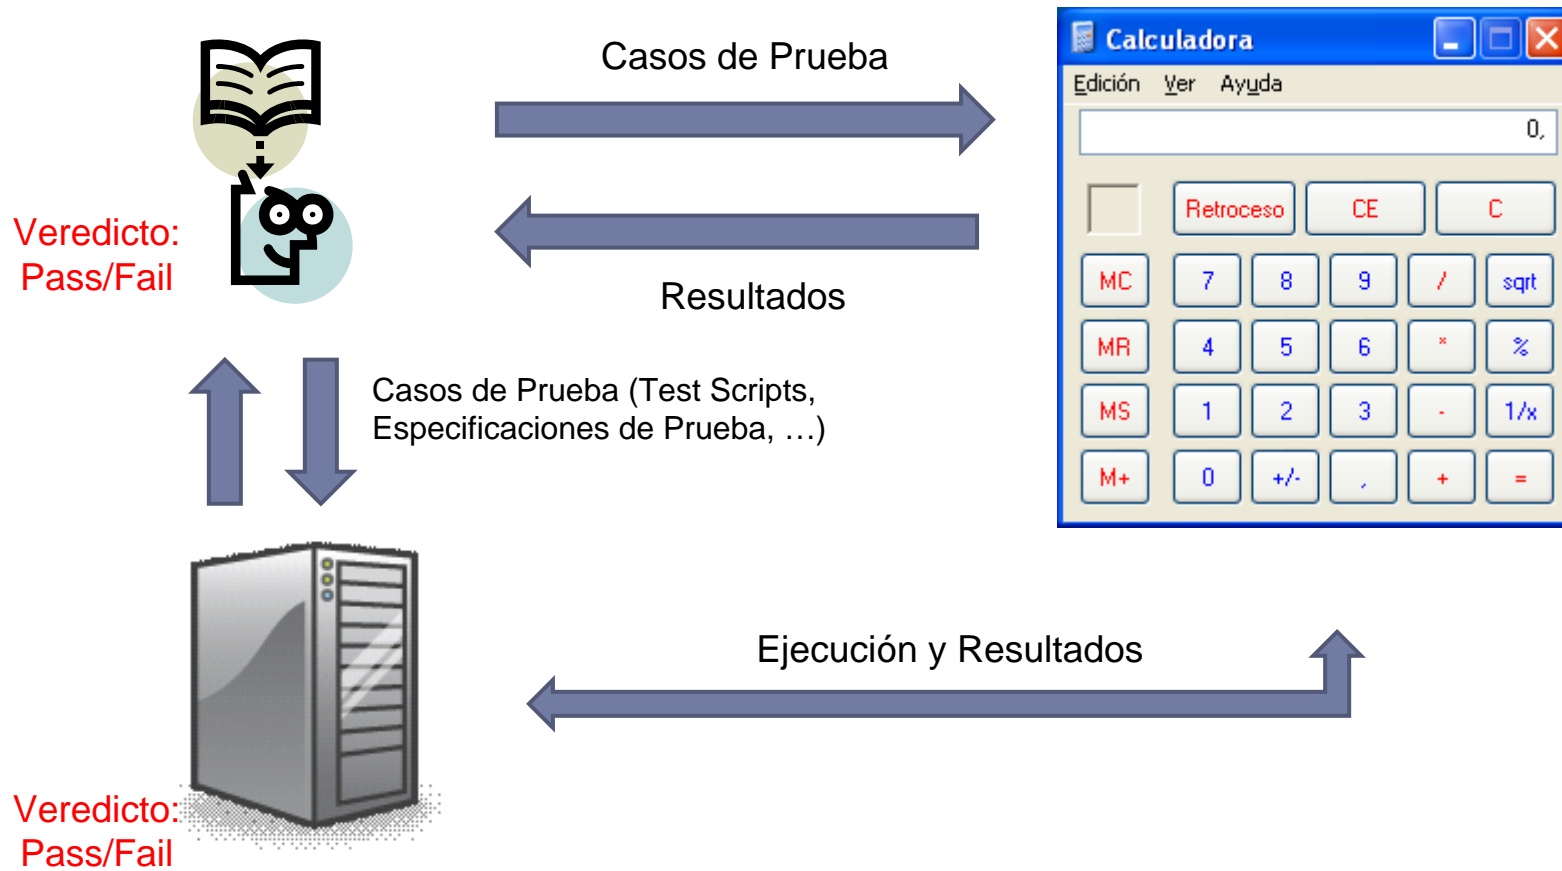 Casos de Prueba
Calculadora
Edición Ver Ayuda
0,
Retroceso CE C
Veredicto:
Pass/Fail
Resultados
MC 7 8 9 / sqrt
MR 4 5 6 * %
MS 1 2 3 - 1/x
M+ 0 +/- , + =
Casos de Prueba (Test Scripts,
Especificaciones de Prueba, …)
Ejecución y Resultados
Veredicto:
Pass/Fail